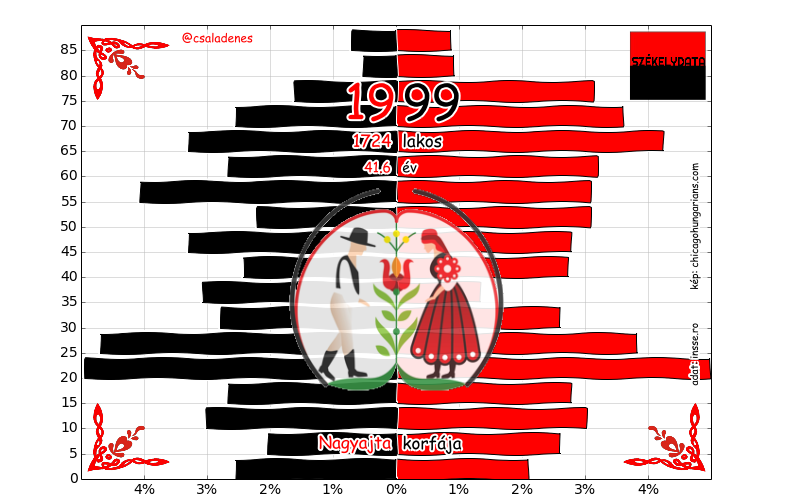 @csaladenes
SZÉKELYDATA
1999
1724 lakos
41.6 év
kép: chicagohungarians.com
adat: insse.ro
Nagyajta korfája
85
80
75
70
65
60
55
50
45
40
35
30
25
20
15
10
5
0
4% 3% 2% 1% 0% 1% 2% 3% 4%